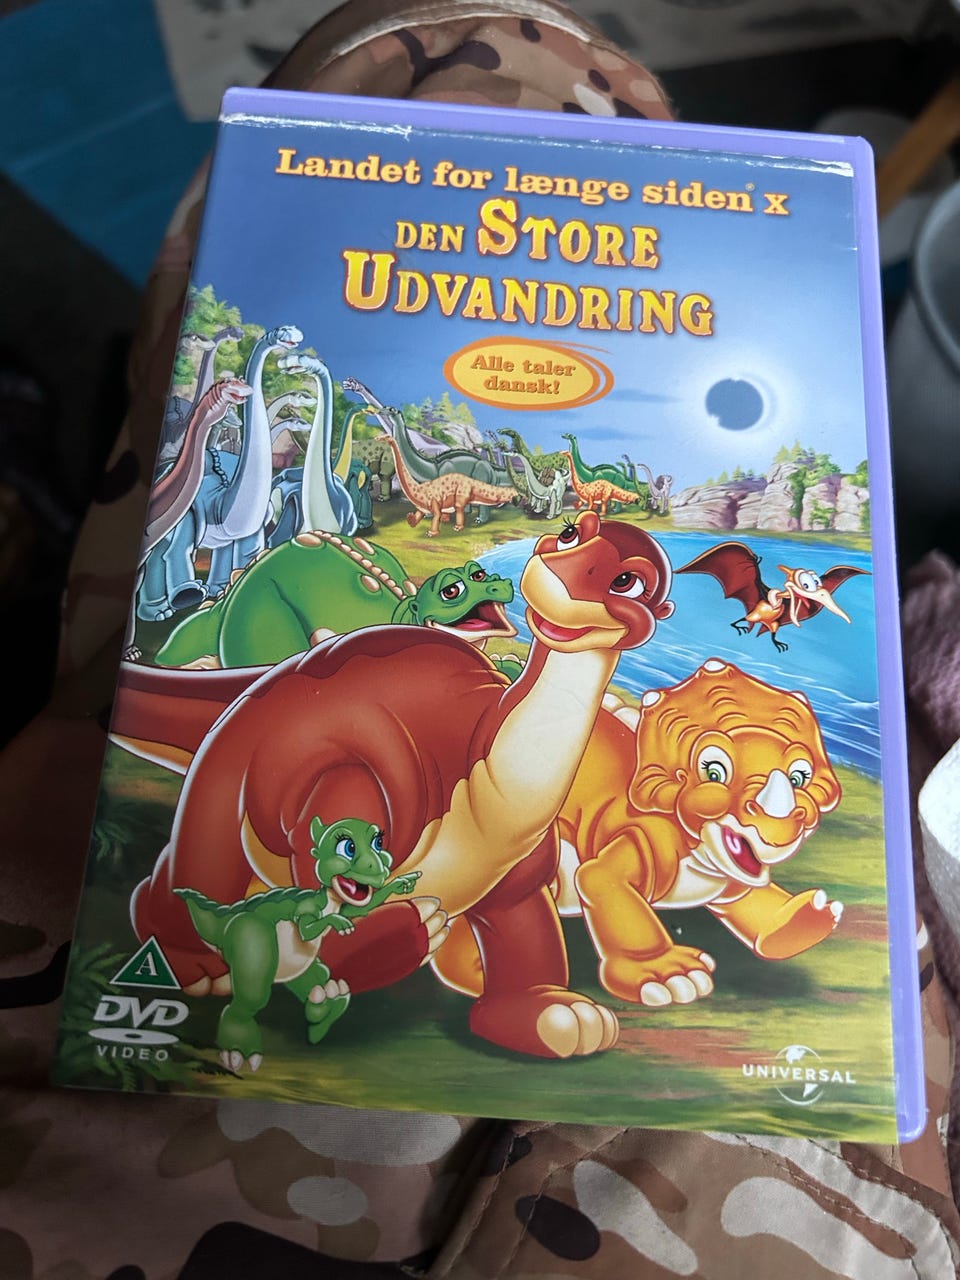 Landet for længe siden® X
DEN STORE
UDVANDRING
Alle taler
dansk!
A
DVD
VIDEO
UNIVERSAL